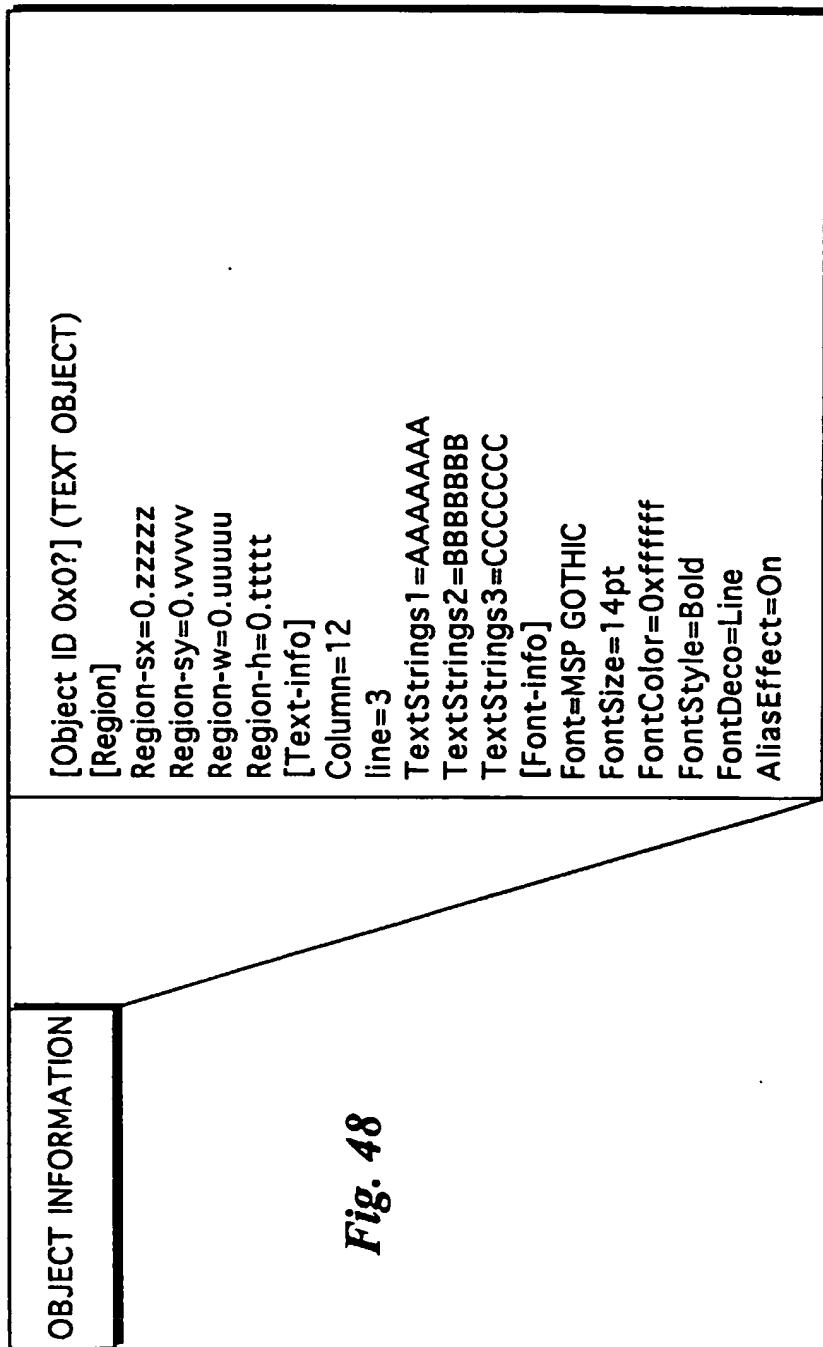 OBJECT INFORMATION
[Object ID 0x0?] (TEXT OBJECT)
[Region]
Region-sx=0.zzzzz
Region-sy=0.vvvvv
Region-w=0.uuuuu
Region-h=0.ttttt
[Text-info]
Column=12
line=3
TextStrings1=AAAAAAA
TextStrings2=BBBBBBB
TextStrings3=CCCCCCC
[Font-info]
Font=MSP GOTHIC
FontSize=14pt
FontColor=0xffffff
FontStyle=Bold
FontDeco=Line
AliasEffect=On
Fig. 48